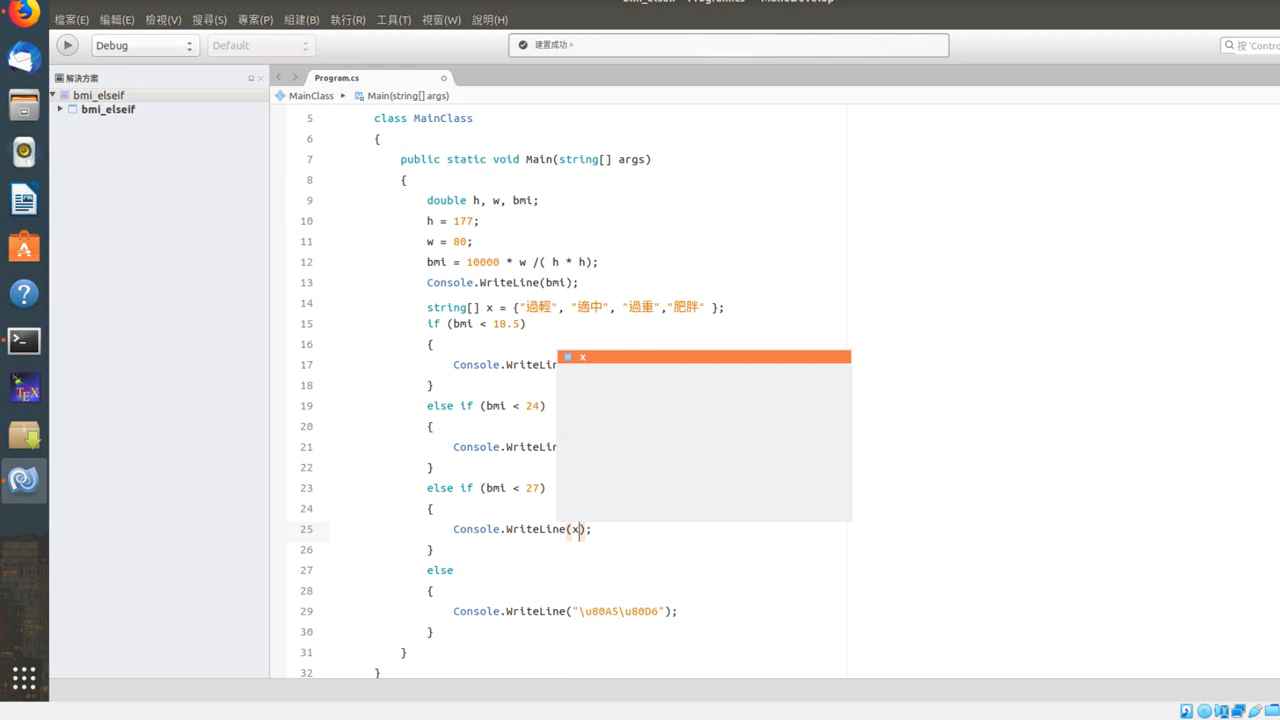 檔案(E) 編輯(E) 檢視(V) 搜尋(S) 專案(P) 組建(B) 執行(R) 工具(T) 視窗(W) 說明(H)
Debug
Default
建置成功。
按 'Contro
解決方案
Program.cs
bmi_elseif
MainClass
Main(string[] args)
bmi_elseif
5 class MainClass
6 {
7 public static void Main(string[] args)
8 {
9 double h, w, bmi;
10 h = 177;
11 w = 80;
12 bmi = 10000 * w /( h * h);
13 Console.WriteLine(bmi);
14 string[] x = {"過輕", "適中", "過重","肥胖" };
15 if (bmi < 18.5)
16 {
17 Console.WriteLin
x
18 }
19 else if (bmi < 24)
20 {
21 Console.WriteLin
22 }
23 else if (bmi < 27)
24 {
25 Console.WriteLine(x);
26 }
27 else
28 {
29 Console.WriteLine("\u80A5\u80D6");
30 }
31 }
32 }